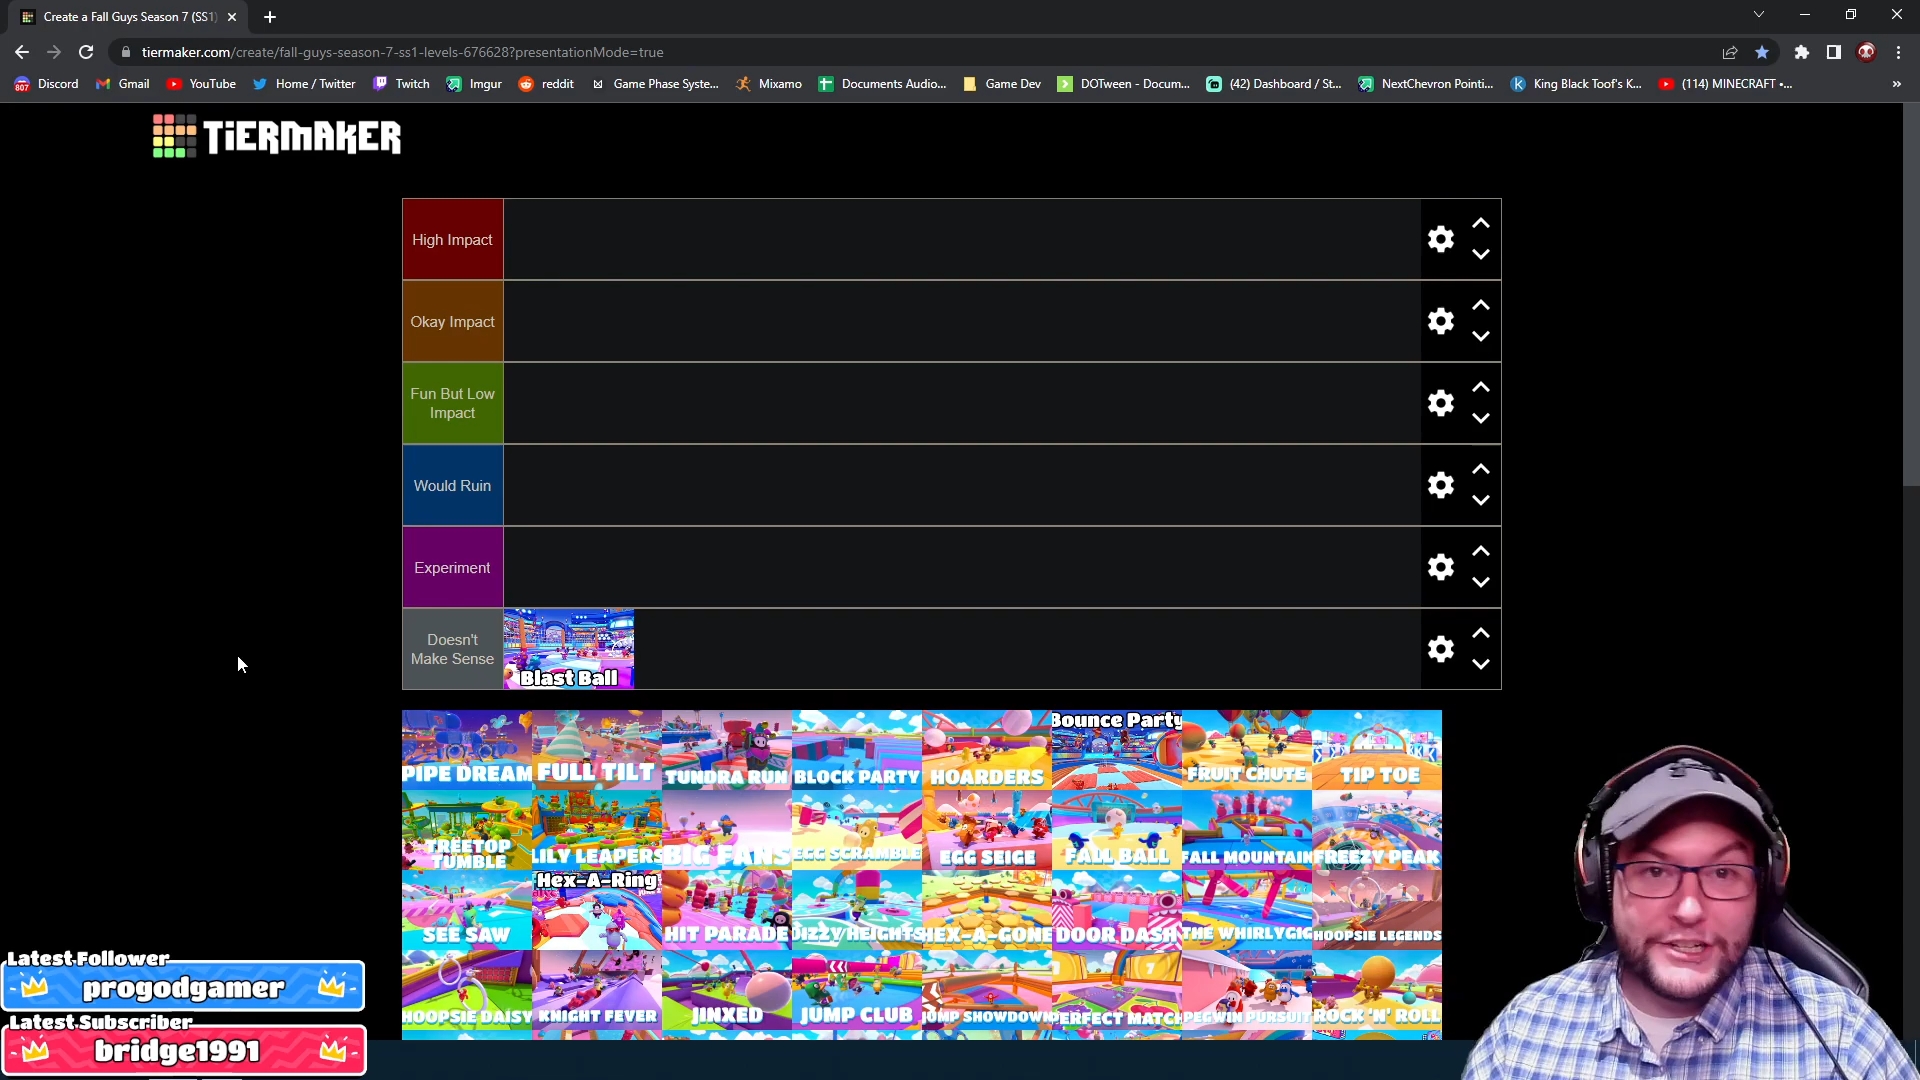 Create a Fall Guys Season 7 (SS1)
tiermaker.com/create/fall-guys-season-7-ss1-levels-676628?presentationMode=true
807 Discord Gmail YouTube Home / Twitter Twitch Imgur reddit Game Phase Syste... Mixamo Documents Audio... Game Dev DOTween - Docum... (42) Dashboard / St... NextChevron Pointi... King Black Toof's K... (114) MINECRAFT •... »
TIERMAKER
High Impact
Okay Impact
Fun But Low
Impact
Would Ruin
Experiment
Doesn't
Make Sense
Blast Ball
PIPE DREAM FULL TILT TUNDRA RUN BLOCK PARTY HOARDERS Bounce Party FRUIT CHUTE TIP TOE
TREETOP
TUMBLE LILY LEAPERS BIG FANS EGG SCRAMBLE EGG SEIGE FALL BALL FALL MOUNTAIN FREEZY PEAK
SEE SAW Hex-A-Ring HIT PARADE DIZZY HEIGHTS HEX-A-GONE DOOR DASH THE WHIRLYGIG HOOPSIE LEGENDS
HOOPSIE DAISY KNIGHT FEVER JINXED JUMP CLUB JUMP SHOWDOWN PERFECT MATCH PEGWIN PURSUIT ROCK 'N' ROLL
Latest Follower
progodgamer
Latest Subscriber
bridge1991